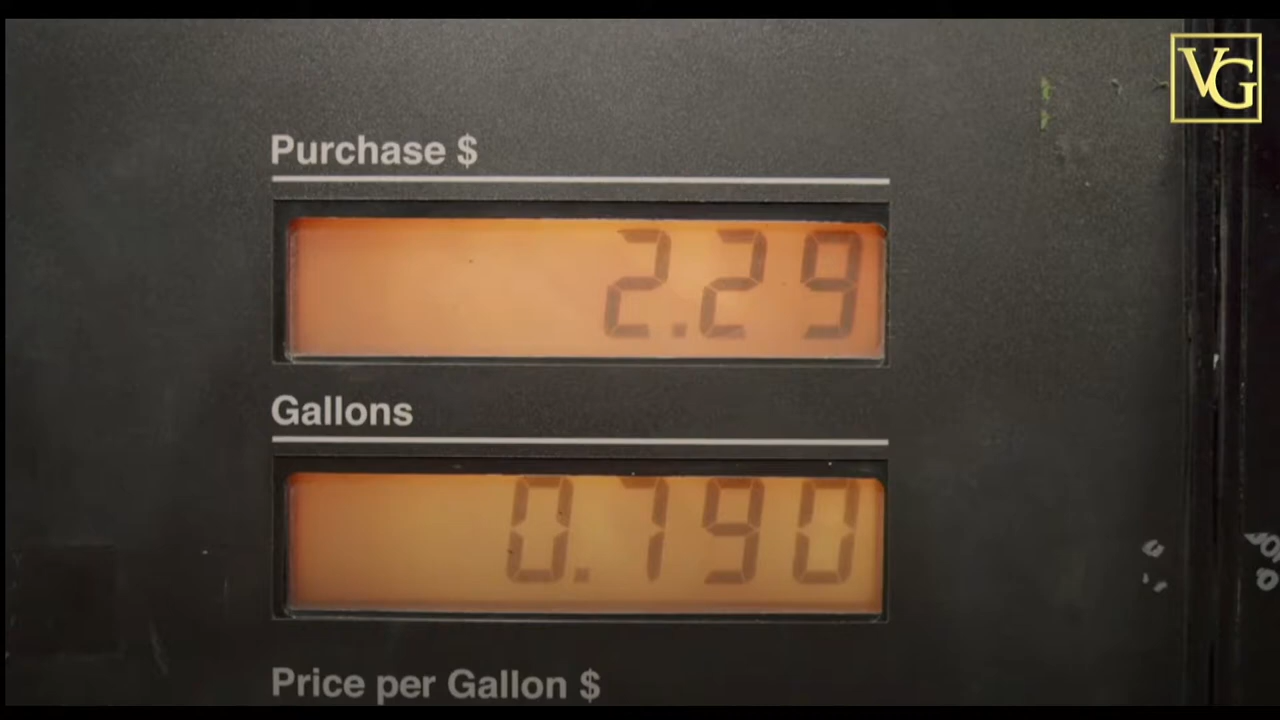 VG
Purchase $
2.29
Gallons
0.790
Price per Gallon $